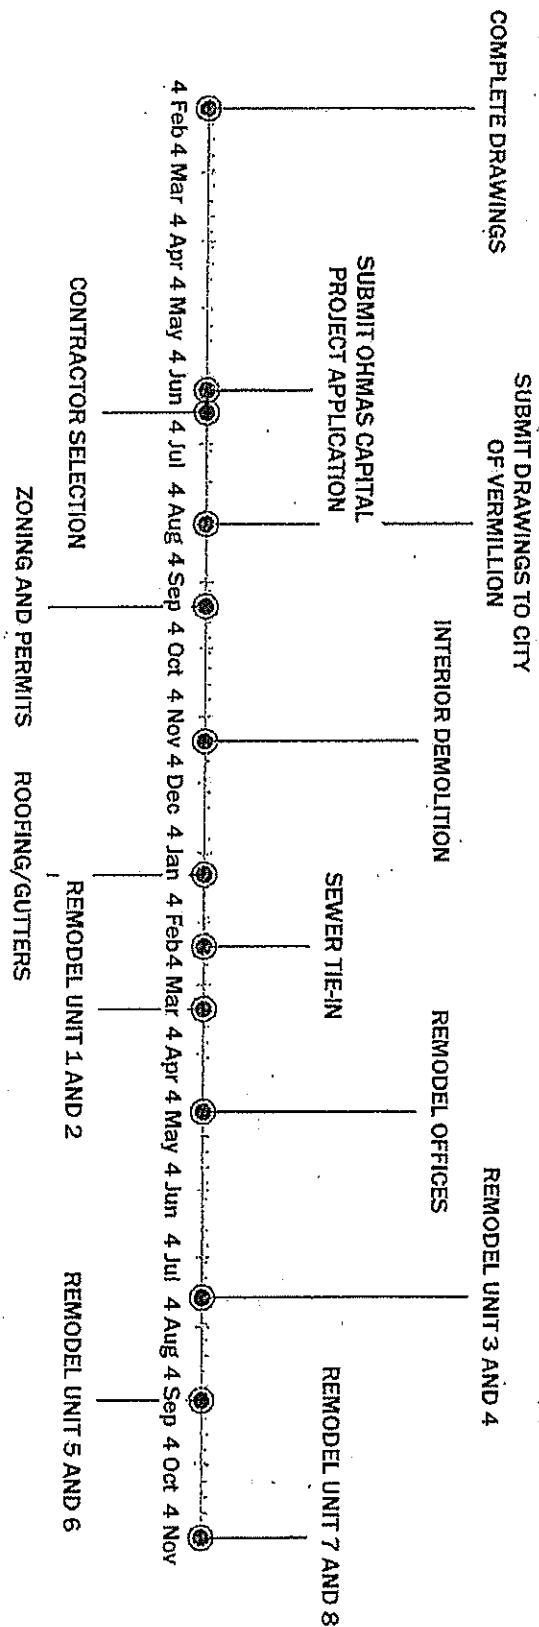 COMPLETE DRAWINGS
SUBMIT DRAWINGS TO CITY
OF VERMILLION
INTERIOR DEMOLITION
REMODEL OFFICES
REMODEL UNIT 3 AND 4
SUBMIT OHMAS CAPITAL
PROJECT APPLICATION
SEWER TIE-IN
REMODEL UNIT 7 AND 8
4 Feb 4 Mar 4 Apr 4 May 4 Jun 4 Jul 4 Aug 4 Sep 4 Oct 4 Nov 4 Dec 4 Jan 4 Feb 4 Mar 4 Apr 4 May 4 Jun 4 Jul 4 Aug 4 Sep 4 Oct 4 Nov
CONTRACTOR SELECTION
REMODEL UNIT 1 AND 2
REMODEL UNIT 5 AND 6
ZONING AND PERMITS
ROOFING/GUTTERS